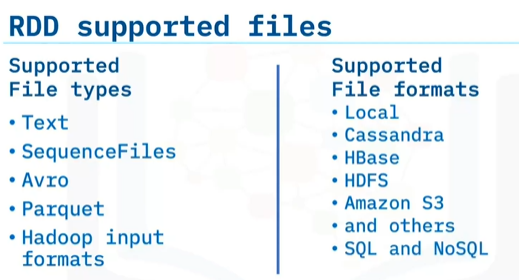 RDD supported files
Supported
File types
• Text
• SequenceFiles
• Avro
• Parquet
• Hadoop input
formats
Supported
File formats
• Local
• Cassandra
• HBase
• HDFS
• Amazon S3
• and others
• SQL and NoSQL